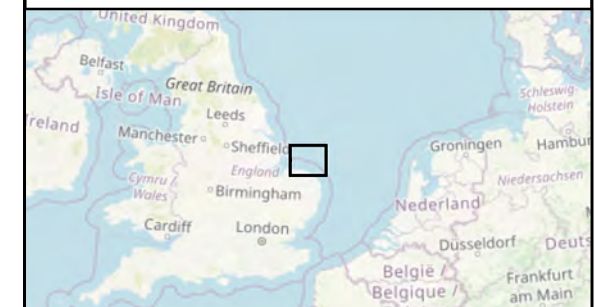 United Kingdom
Belfast
Great Britain
Isle of Man
Schleswig-
Holstein
Leeds
reland
Manchester
Sheffield
Groningen
Hambur
England
Cymru /
Wales
Niedersachsen
Birmingham
Nederland
Cardiff
London
Düsseldorf
Deuts
België /
Belgique /
Frankfurt
am Main